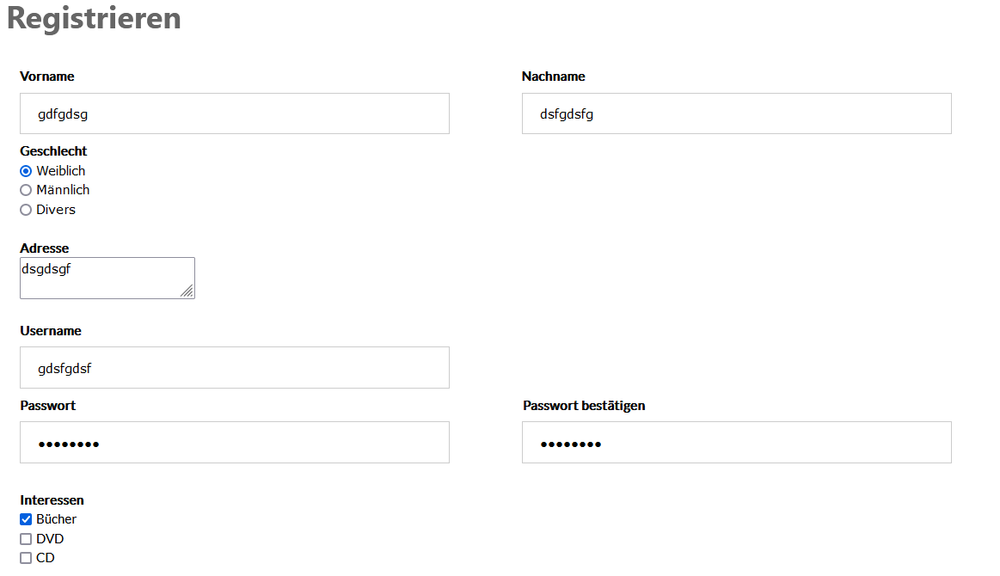 Registrieren
Vorname Nachname
gdfgdsg dsfgdsfg
Geschlecht
Weiblich
Männlich
Divers
Adresse
dsgdsgf
Username
gdsfgdsf
Passwort Passwort bestätigen
•••••••• ••••••••
Interessen
Bücher
DVD
CD